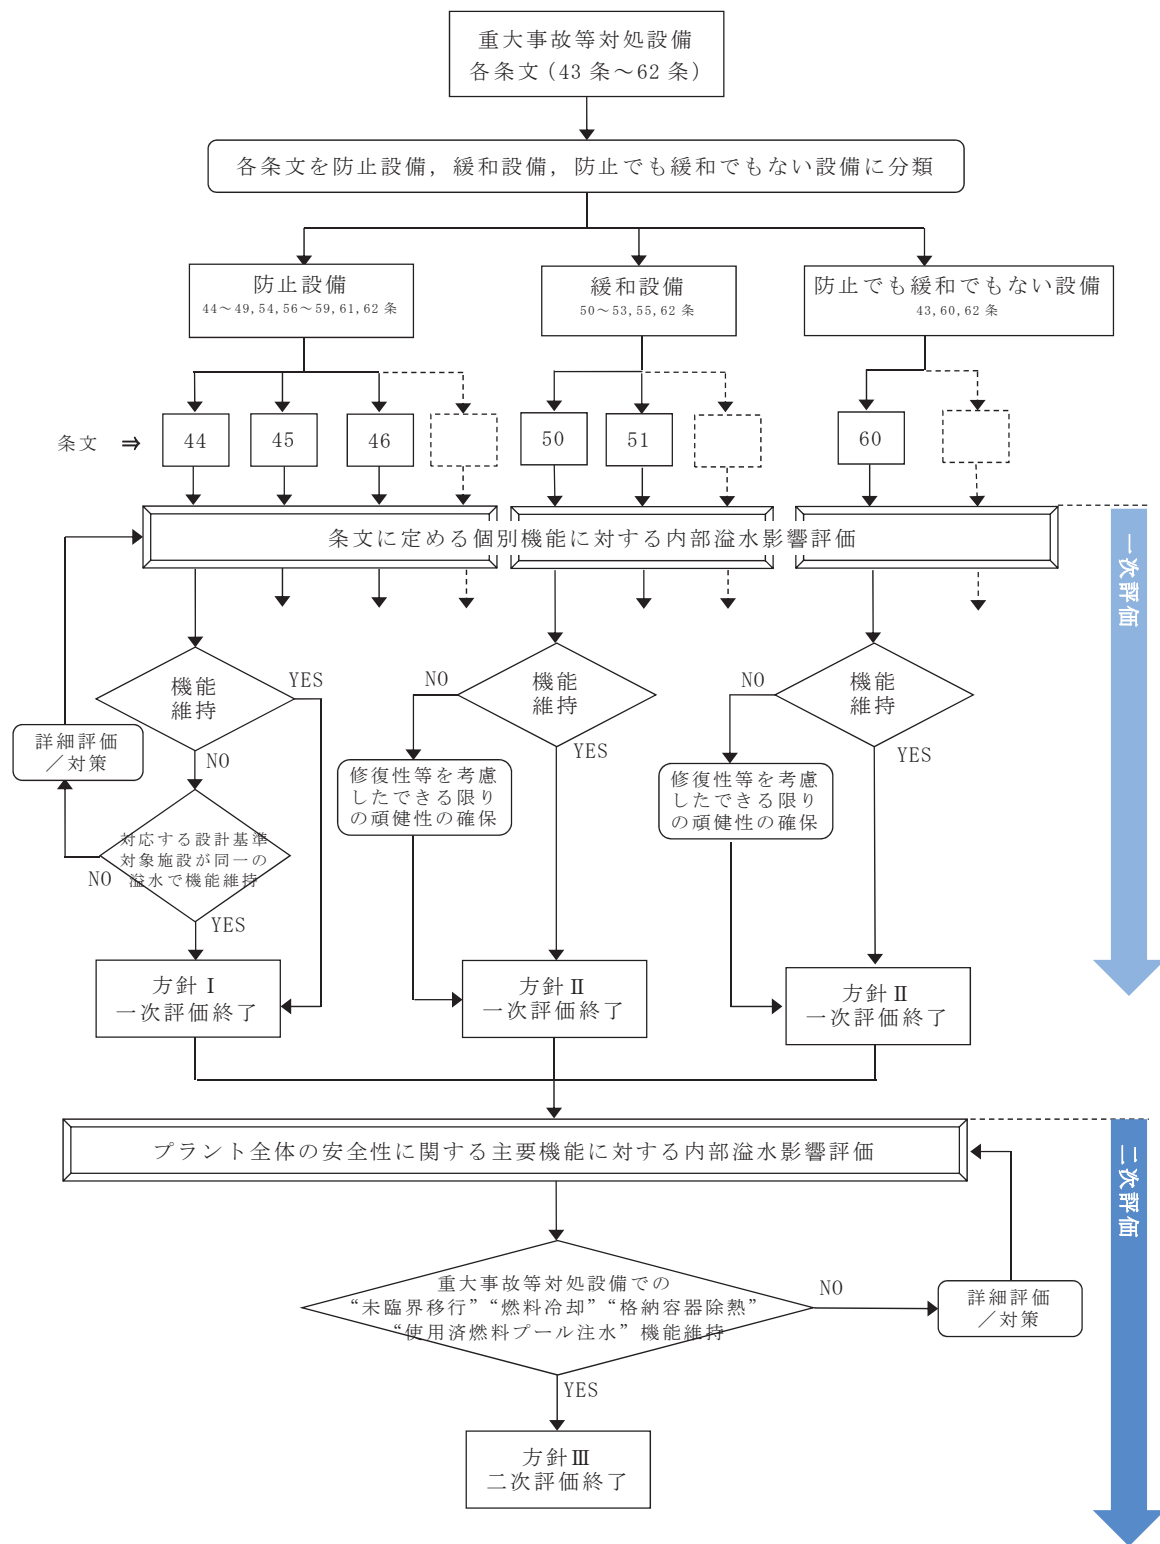 重大事故等対処設備
各条文（43 条～62 条）
各条文を防止設備，緩和設備，防止でも緩和でもない設備に分類
防止設備
44～49,54,56～59,61,62 条
緩和設備
50～53,55,62 条
防止でも緩和でもない設備
43,60,62 条
条文 ⇒
44
45
46
50
51
60
条文に定める個別機能に対する内部溢水影響評価
一次評価
機能
維持
YES
NO
詳細評価
／対策
対応する設計基準
対象施設が同一の
溢水で機能維持
NO
YES
方針Ⅰ
一次評価終了
機能
維持
NO
YES
修復性等を考慮
したできる限り
の頑健性の確保
方針Ⅱ
一次評価終了
機能
維持
NO
YES
修復性等を考慮
したできる限り
の頑健性の確保
方針Ⅱ
一次評価終了
プラント全体の安全性に関する主要機能に対する内部溢水影響評価
二次評価
重大事故等対処設備での
“未臨界移行”“燃料冷却”“格納容器除熱”
“使用済燃料プール注水”機能維持
NO
詳細評価
／対策
YES
方針Ⅲ
二次評価終了